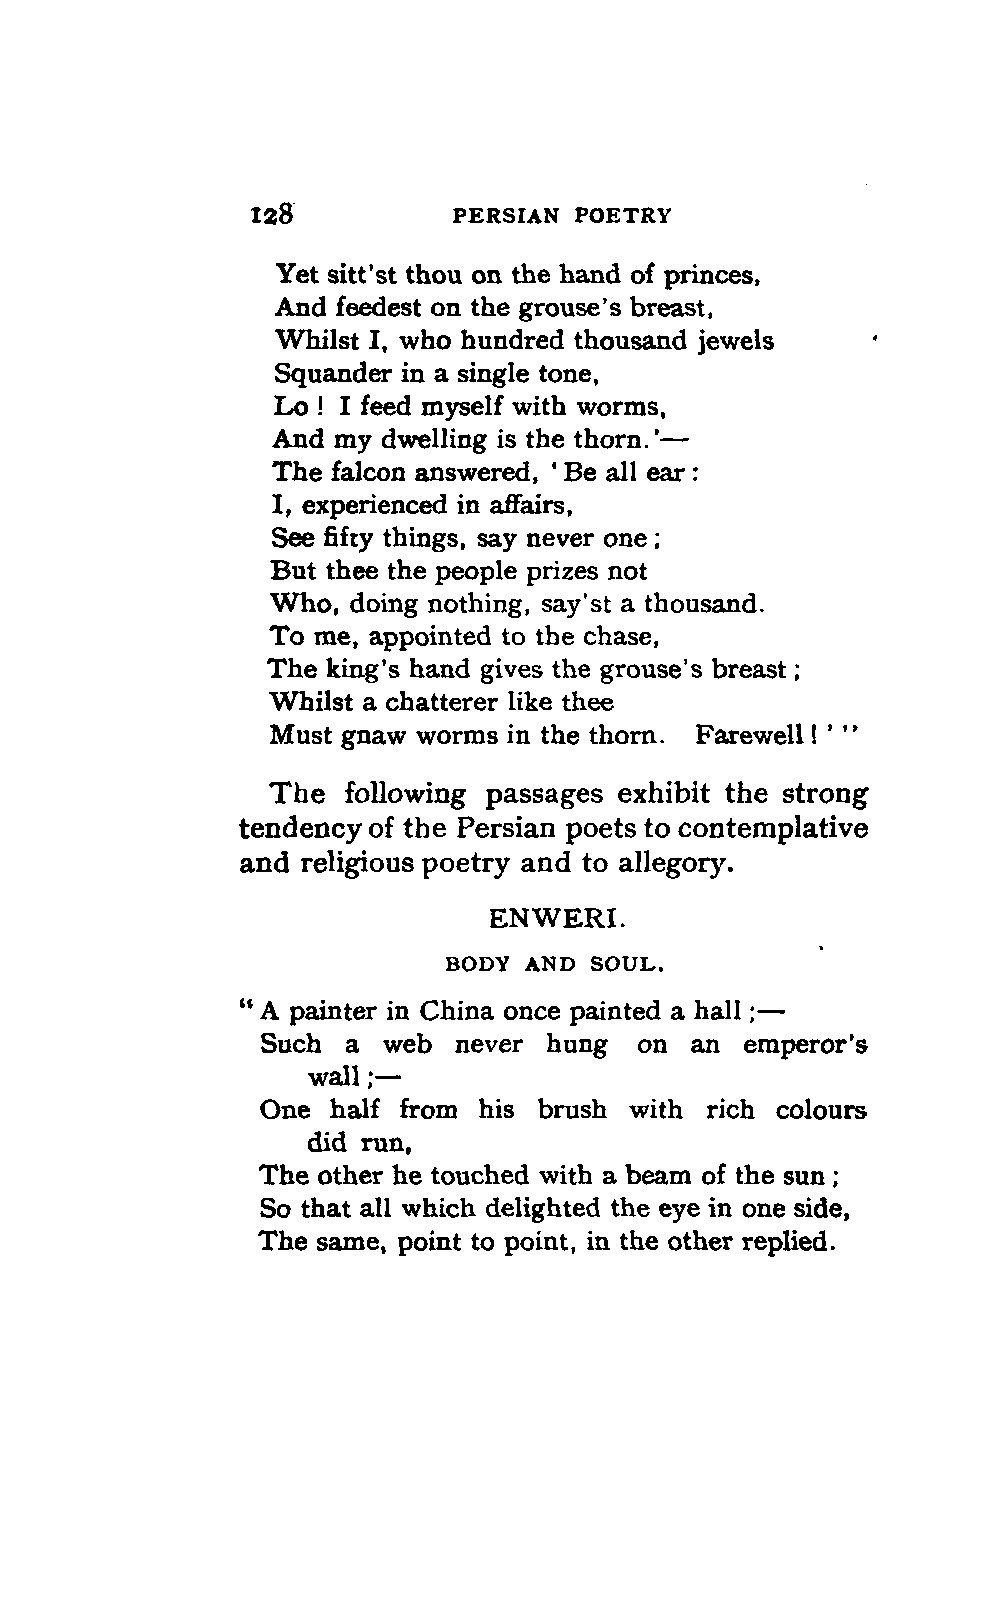 128 PERSIAN POETRY
Yet sitt'st thou on the hand of princes,
And feedest on the grouse's breast,
Whilst I, who hundred thousand jewels
Squander in a single tone,
Lo ! I feed myself with worms,
And my dwelling is the thorn.'—
The falcon answered, ' Be all ear :
I, experienced in affairs,
See fifty things, say never one ;
But thee the people prizes not
Who, doing nothing, say'st a thousand.
To me, appointed to the chase,
The king's hand gives the grouse's breast ;
Whilst a chatterer like thee
Must gnaw worms in the thorn. Farewell ! ' "
The following passages exhibit the strong
tendency of the Persian poets to contemplative
and religious poetry and to allegory.
ENWERI.
BODY AND SOUL.
" A painter in China once painted a hall ;—
Such a web never hung on an emperor's
wall ;—
One half from his brush with rich colours
did run,
The other he touched with a beam of the sun ;
So that all which delighted the eye in one side,
The same, point to point, in the other replied.